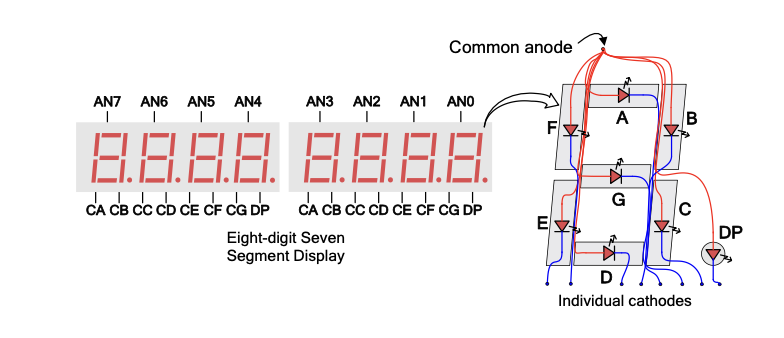 Common anode
AN7 AN6 AN5 AN4 AN3 AN2 AN1 AN0
CA CB CC CD CE CF CG DP CA CB CC CD CE CF CG DP
Eight-digit Seven
Segment Display
A
F
B
G
E
C
D
DP
Individual cathodes